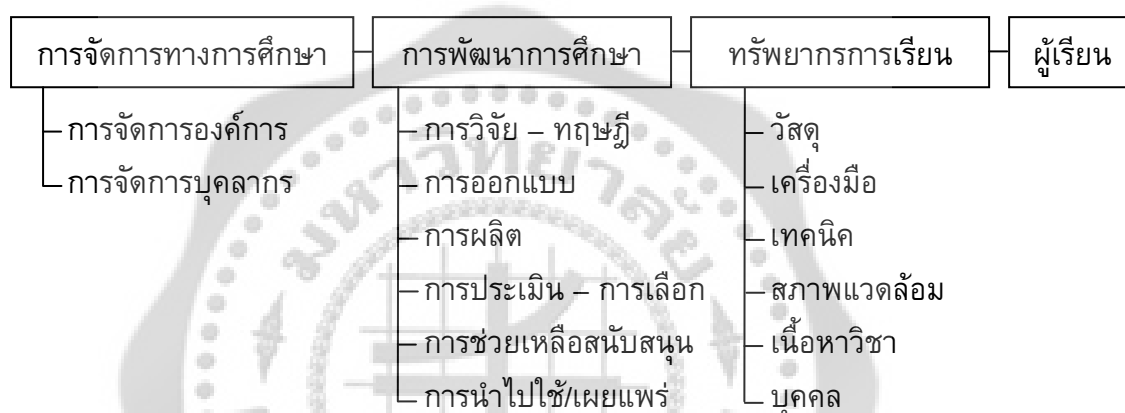 การจัดการทางการศึกษา การพัฒนาการศึกษา ทรัพยากรการเรียน ผู้เรียน
การจัดการองค์การ การวิจัย – ทฤษฎี วัสดุ
การจัดการบุคลากร การออกแบบ เครื่องมือ
การผลิต เทคนิค
การประเมิน – การเลือก สภาพแวดล้อม
การช่วยเหลือสนับสนุน เนื้อหาวิชา
การนำไปใช้/เผยแพร่ บุคคล
มหาวิทยาลัย